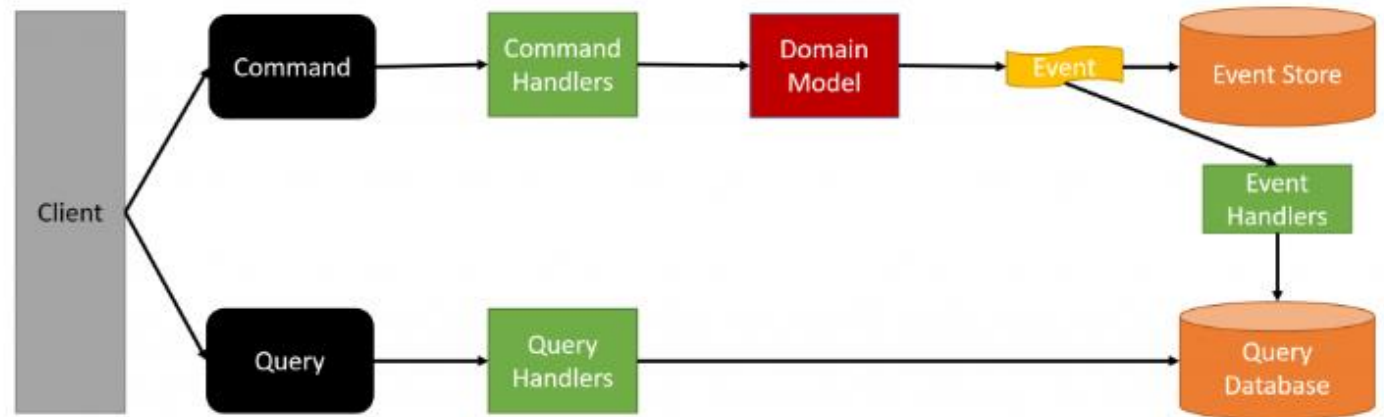 Command
Command
Handlers
Domain
Model
Event
Event Store
Client
Event
Handlers
Query
Query
Handlers
Query
Database